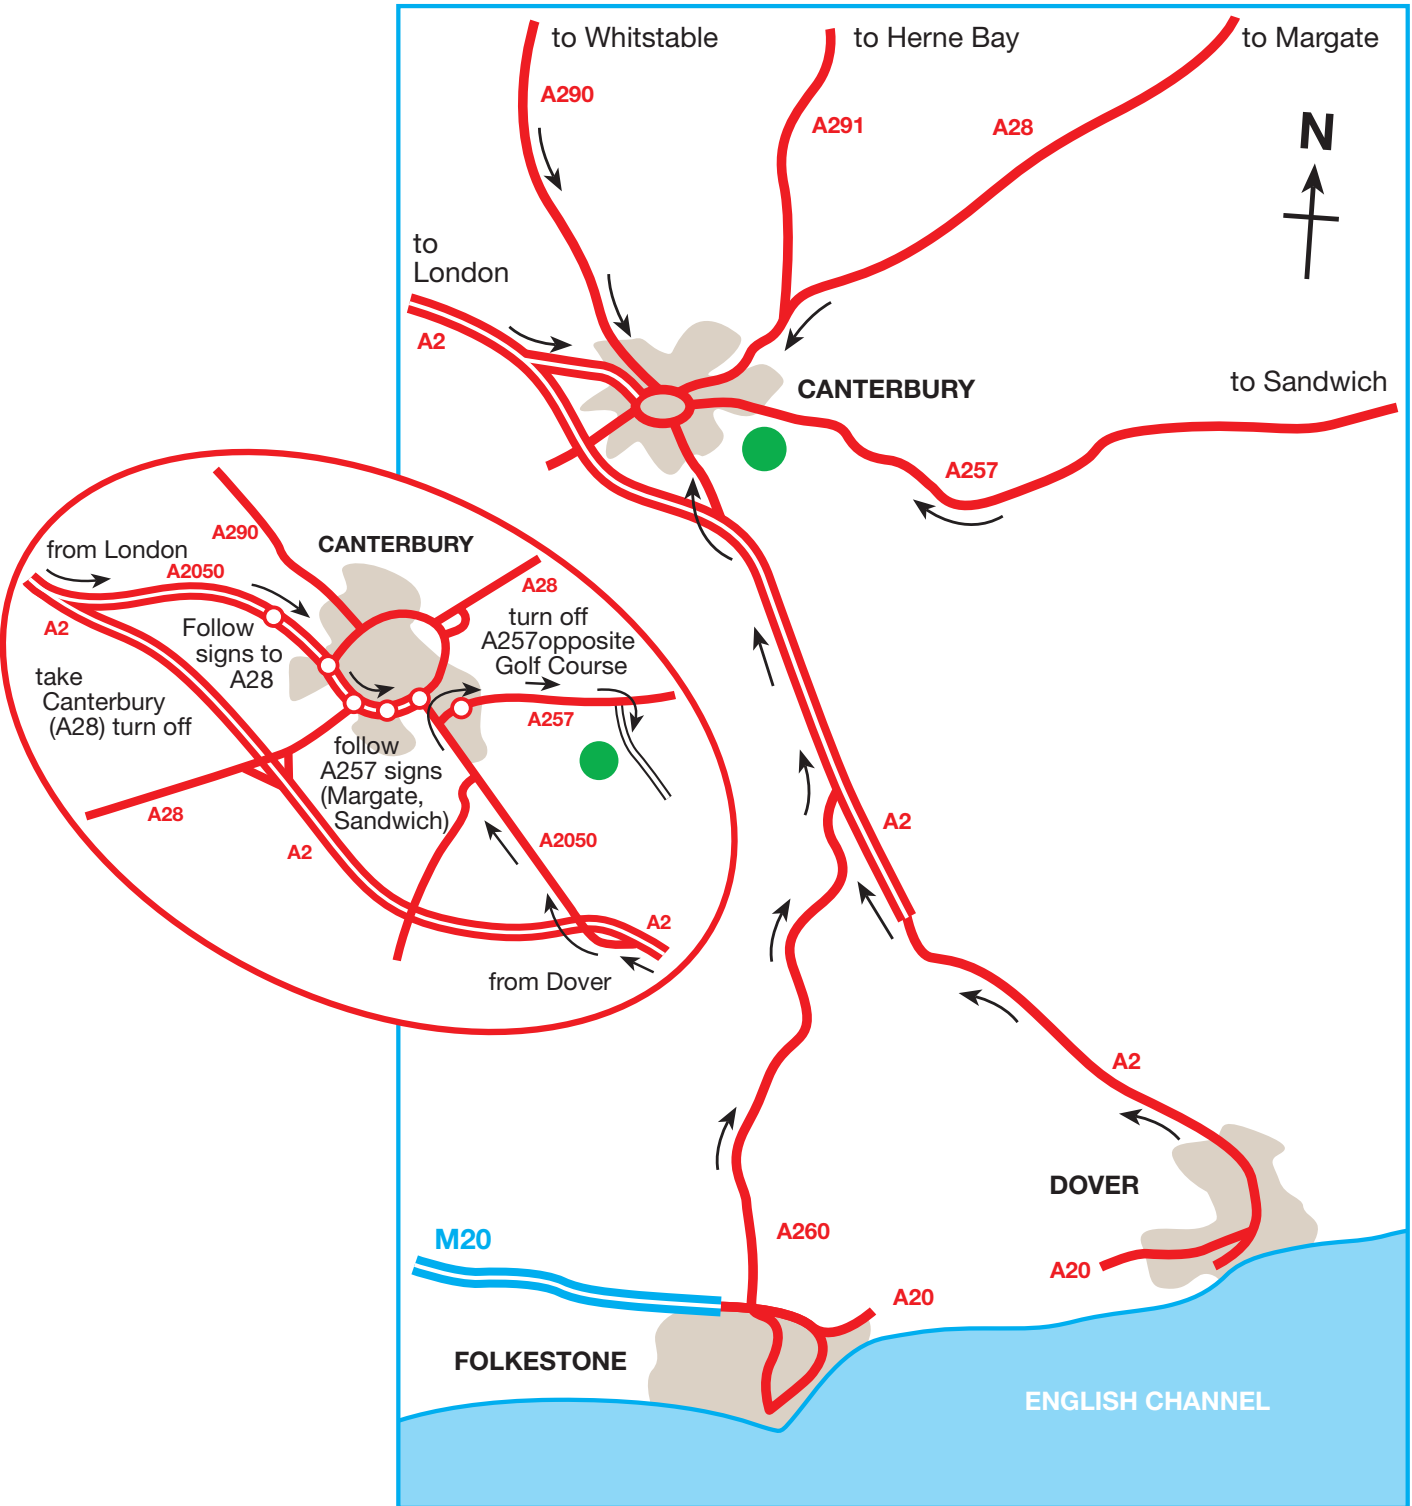 to Whitstable
to Herne Bay
to Margate
A290
A291
A28
N
to
London
A2
CANTERBURY
to Sandwich
A257
A290
CANTERBURY
from London
A2050
A28
A2
Follow
signs to
A28
turn off
A257opposite
Golf Course
take
Canterbury
(A28) turn off
A257
follow
A257 signs
(Margate,
Sandwich)
A28
A2
A2050
A2
from Dover
A2
A2
DOVER
A260
M20
A20
A20
FOLKESTONE
ENGLISH CHANNEL